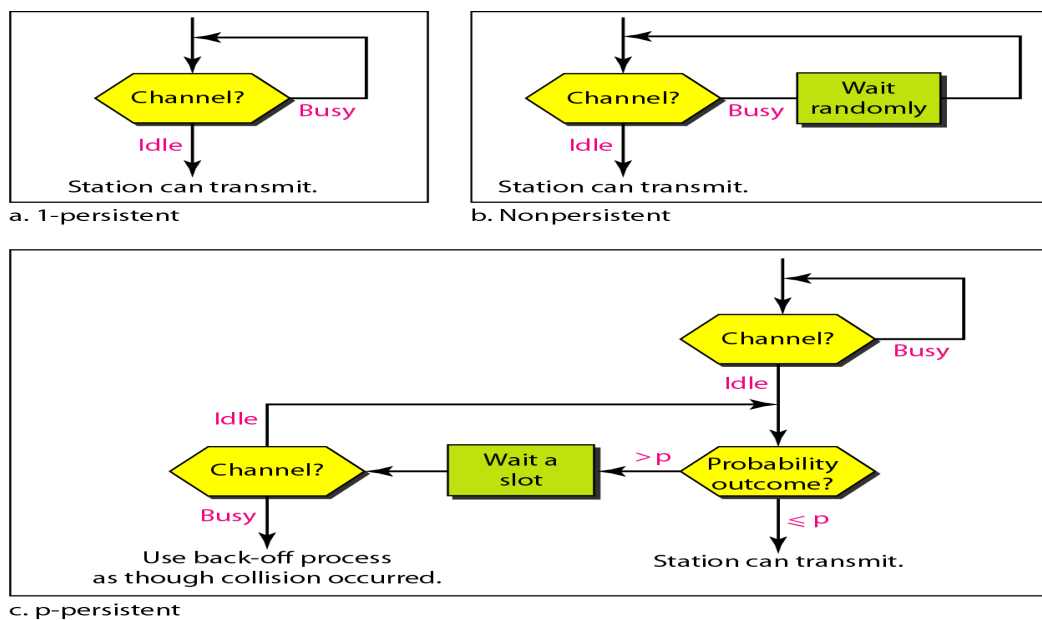 Channel?
Busy
Idle
Station can transmit.
a. 1-persistent
Channel?
Busy
Wait
randomly
Idle
Station can transmit.
b. Nonpersistent
Channel?
Busy
Idle
Idle
Channel?
Wait a
slot
>p
Probability
outcome?
Busy
⩽ p
Use back-off process
as though collision occurred.
Station can transmit.
c. p-persistent